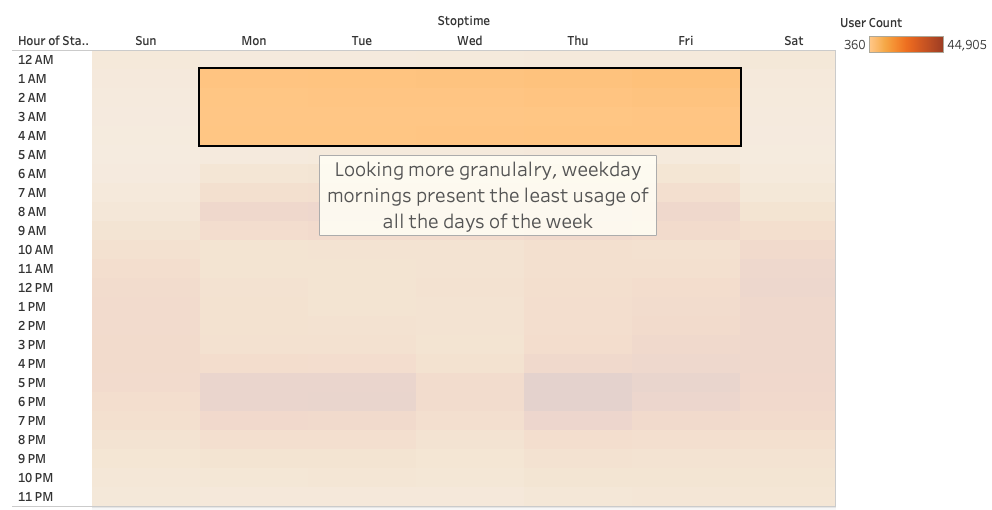 Stoptime
Hour of Sta.. Sun Mon Tue Wed Thu Fri Sat
12 AM
1 AM
2 AM
3 AM
4 AM
5 AM
6 AM
7 AM
8 AM
9 AM
10 AM
11 AM
12 PM
1 PM
2 PM
3 PM
4 PM
5 PM
6 PM
7 PM
8 PM
9 PM
10 PM
11 PM
Looking more granulalry, weekday
mornings present the least usage of
all the days of the week
User Count
360 44,905